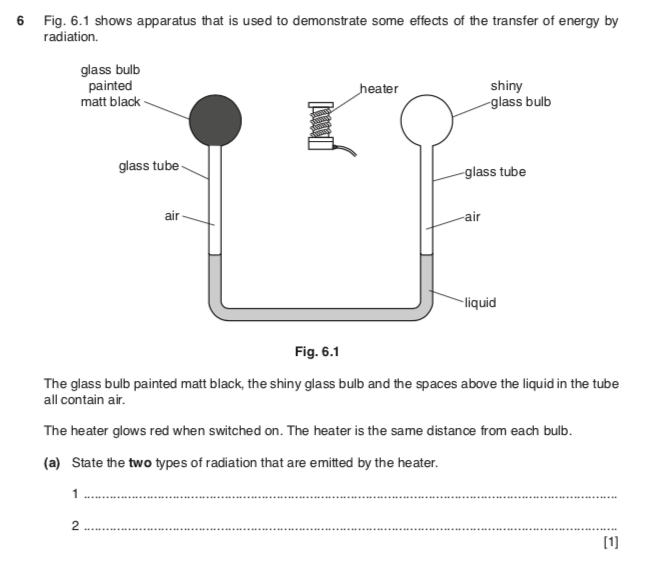 6 Fig. 6.1 shows apparatus that is used to demonstrate some effects of the transfer of energy by
radiation.
glass bulb
painted
matt black
heater
shiny
glass bulb
glass tube
glass tube
air
air
liquid
Fig. 6.1
The glass bulb painted matt black, the shiny glass bulb and the spaces above the liquid in the tube
all contain air.
The heater glows red when switched on. The heater is the same distance from each bulb.
(a) State the two types of radiation that are emitted by the heater.
1 ....................................................................................................
2 ....................................................................................................
[1]